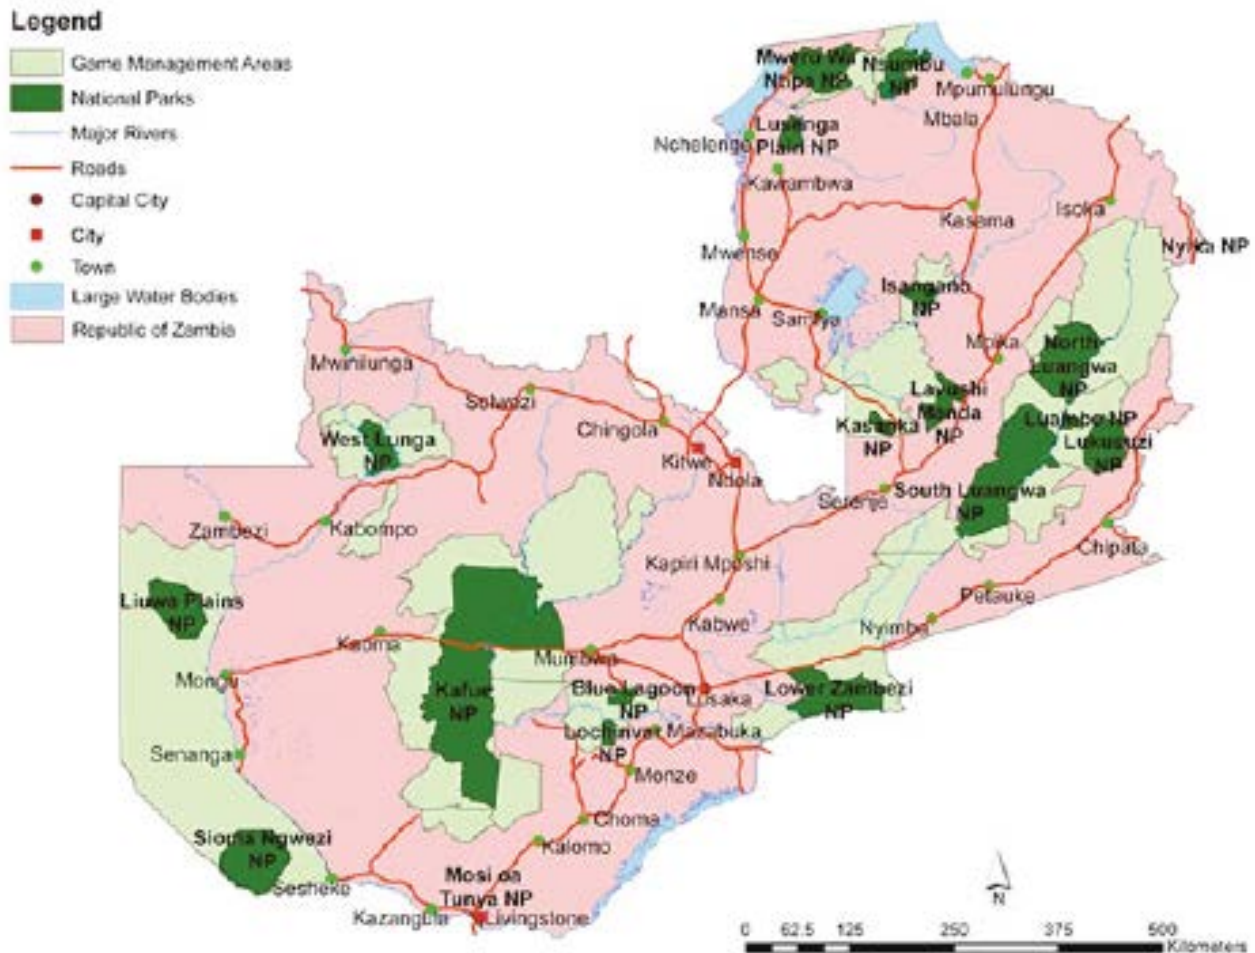 Legend
Game Management Areas
National Parks
Major Rivers
Roads
Capital City
City
Town
Large Water Bodies
Republic of Zambia
Mweru Wa
Ntipa NP
Nsumbu
NP
Mpumulungu
Mbala
Nchelenge
Lusenga
Plain NP
Kawambwa
Kasama
Isoka
Mwense
Nyika NP
Isangano
NP
Mansa
Samfya
Mpika
North
Luangwa
NP
Mwinilunga
Solwezi
Chingola
Lavushi
Manda
NP
Kasanka
NP
Luambe NP
Lukusuzi
NP
West Lunga
NP
Kitwe
Ndola
Serenje
South Luangwa
NP
Zambezi
Kabompo
Kapiri Mposhi
Chipata
Petauke
Liuwa Plains
NP
Kabwe
Nyimba
Kaoma
Mumbwa
Mongu
Kafue
NP
Blue Lagoon
NP
Lusaka
Lower Zambezi
NP
Lochinvar
NP
Mazabuka
Senanga
Monze
Choma
Sioma Ngwezi
NP
Kalomo
Sesheke
Mosi oa
Tunya NP
Kazangula
Livingstone
N
0 62.5 125 250 375 500
Kilometers